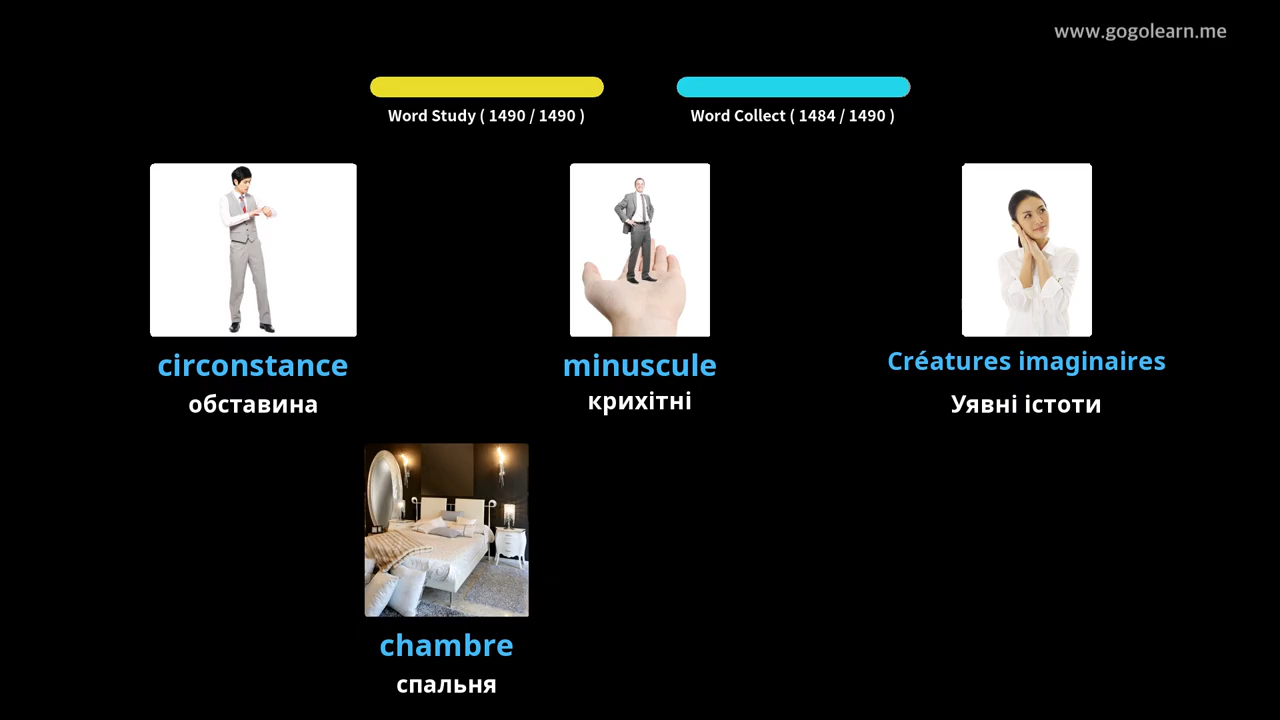 www.gogolearn.me
Word Study ( 1490 / 1490 )
Word Collect ( 1484 / 1490 )
circonstance
обставина
minuscule
крихітні
Créatures imaginaires
Уявні істоти
chambre
спальня